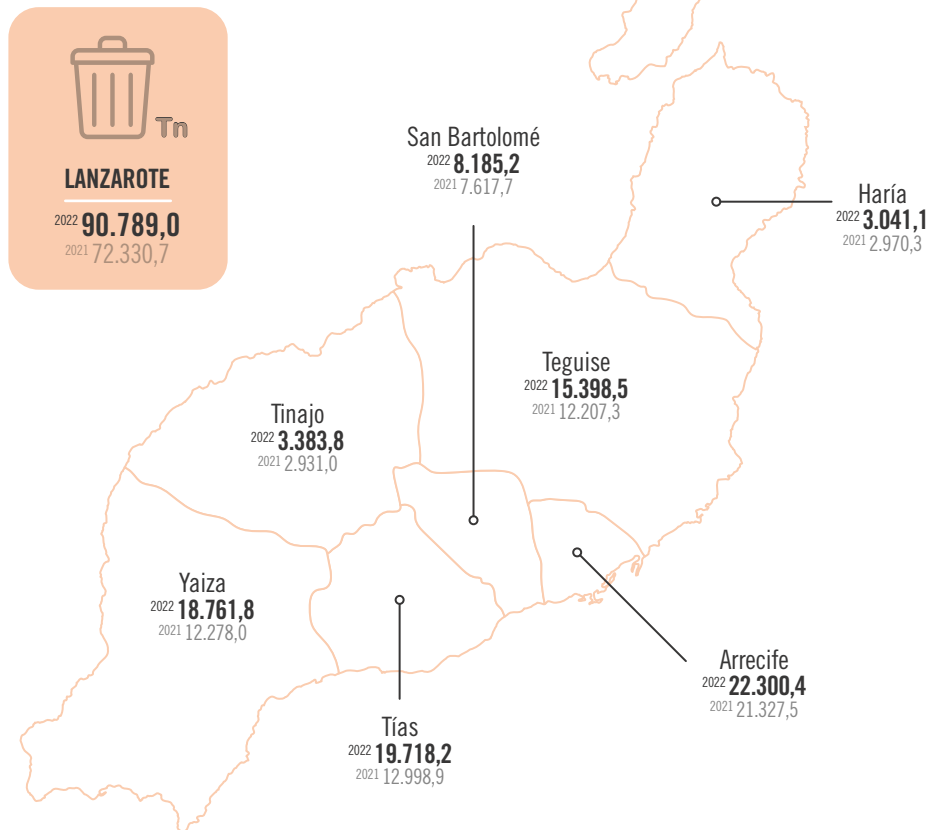 Tn
LANZAROTE
2022 90.789,0
2021 72.330,7
San Bartolomé
2022 8.185,2
2021 7.617,7
Haría
2022 3.041,1
2021 2.970,3
Teguise
2022 15.398,5
2021 12.207,3
Tinajo
2022 3.383,8
2021 2.931,0
Yaiza
2022 18.761,8
2021 12.278,0
Arrecife
2022 22.300,4
2021 21.327,5
Tías
2022 19.718,2
2021 12.998,9